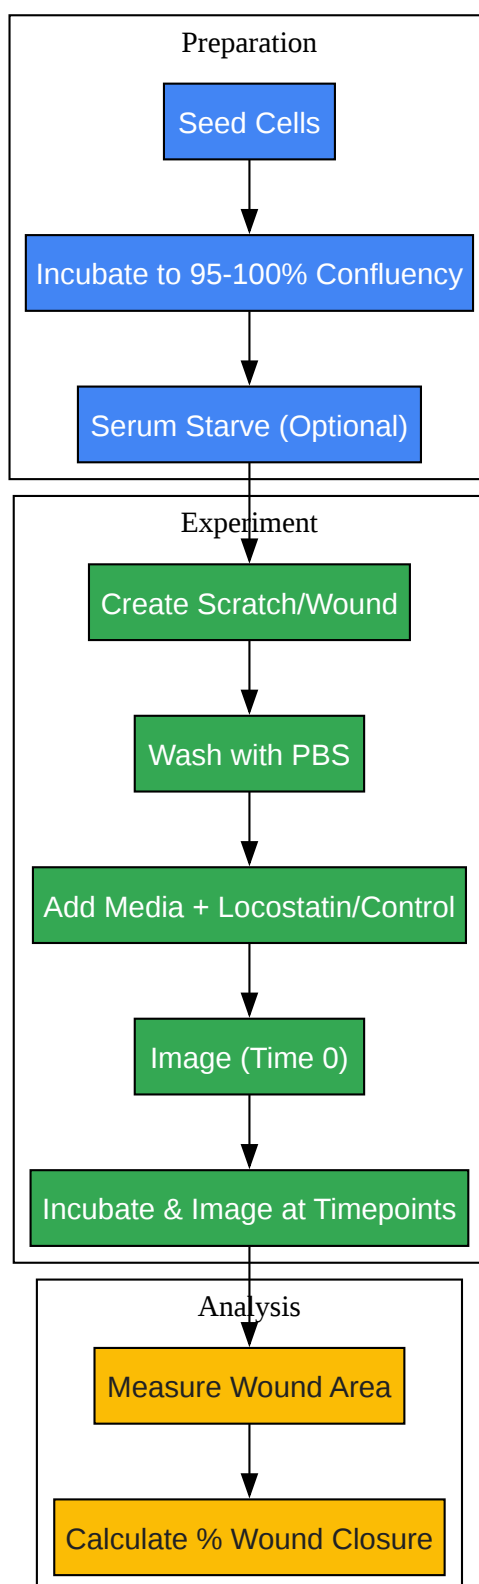 Preparation
Seed Cells
Incubate to 95-100% Confluency
Serum Starve (Optional)
Experiment
Create Scratch/Wound
Wash with PBS
Add Media + Locostatin/Control
Image (Time 0)
Incubate & Image at Timepoints
Analysis
Measure Wound Area
Calculate % Wound Closure